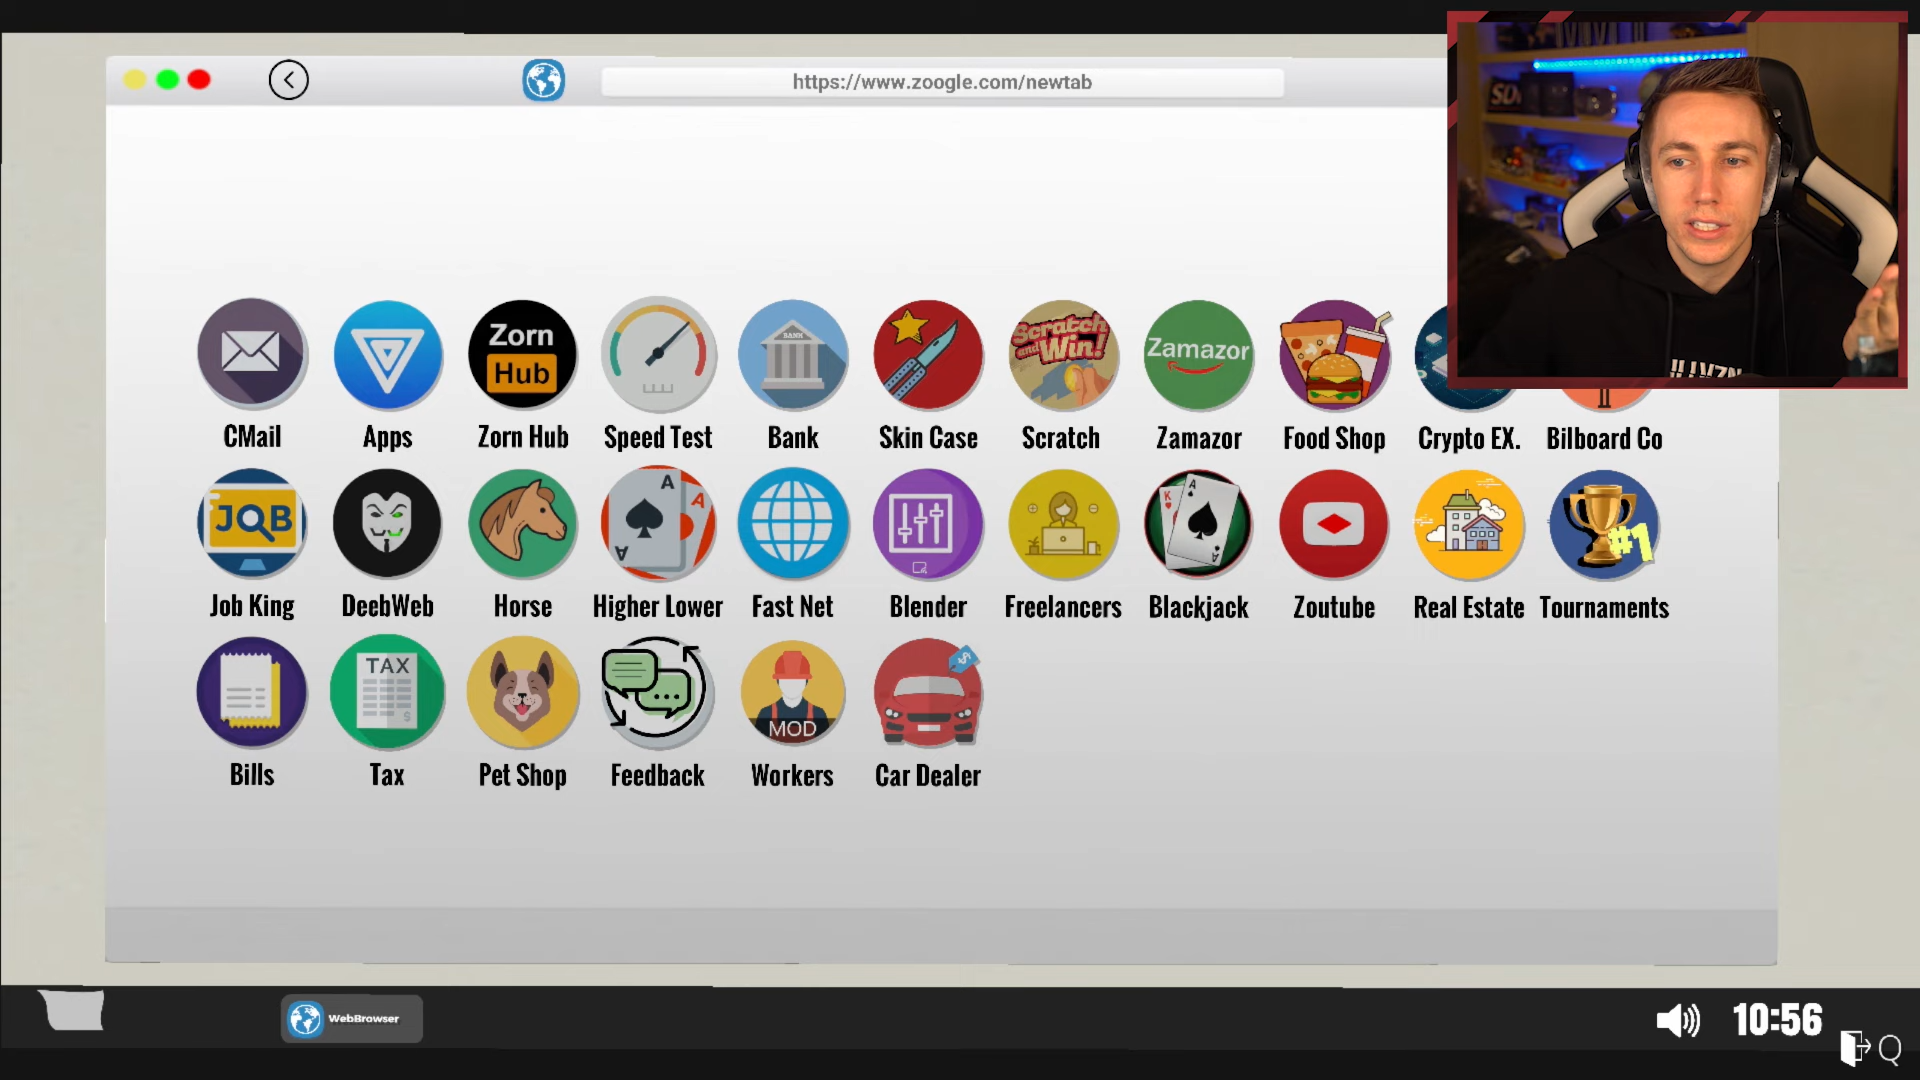 https://www.zoogle.com/newtab
Zorn
Hub
BANK
Scratch
and Win!
Zamazor
CMail
Apps
Zorn Hub
Speed Test
Bank
Skin Case
Scratch
Zamazor
Food Shop
Crypto EX.
Bilboard Co
JOB
A
A
A
K
A
A
#1
Job King
DeebWeb
Horse
Higher Lower
Fast Net
Blender
Freelancers
Blackjack
Zoutube
Real Estate
Tournaments
TAX
$
MOD
$
Bills
Tax
Pet Shop
Feedback
Workers
Car Dealer
WebBrowser
10:56
Q